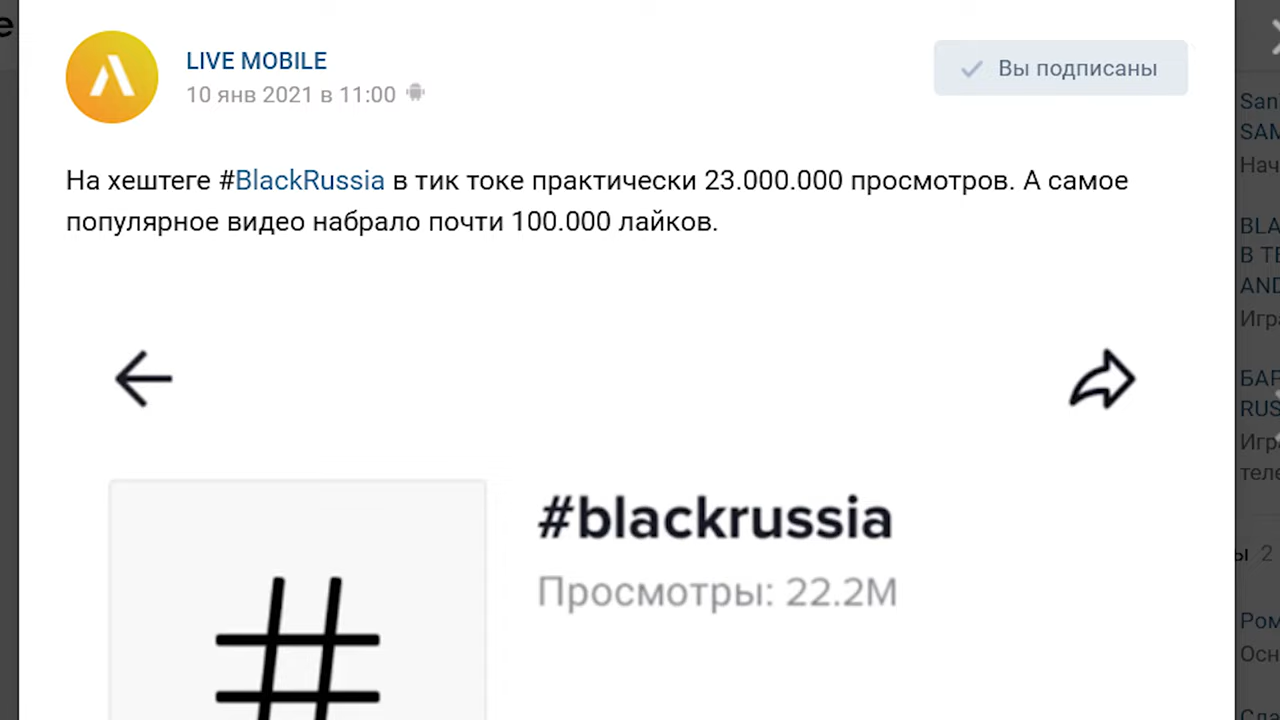 LIVE MOBILE
10 янв 2021 в 11:00
Вы подписаны
На хештеге #BlackRussia в тик токе практически 23.000.000 просмотров. А самое
популярное видео набрало почти 100.000 лайков.
#blackrussia
Просмотры: 22.2M